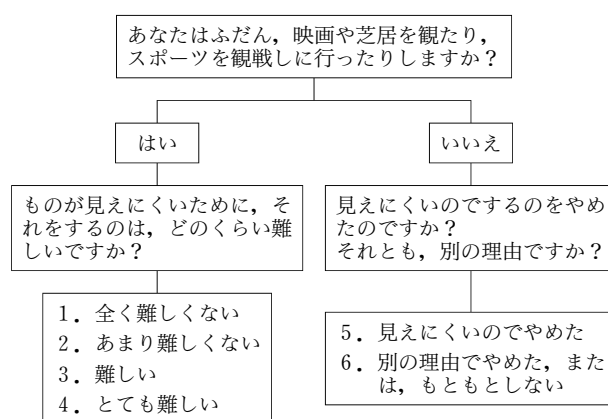 あなたはふだん，映画や芝居を観たり，
スポーツを観戦しに行ったりしますか？
はい
いいえ
ものが見えにくいために，そ
れをするのは，どのくらい難
しいですか？
見えにくいのでするのをやめ
たのですか？
それとも，別の理由ですか？
1．全く難しくない
2．あまり難しくない
3．難しい
4．とても難しい
5．見えにくいのでやめた
6．別の理由でやめた，また
は，もともとしない